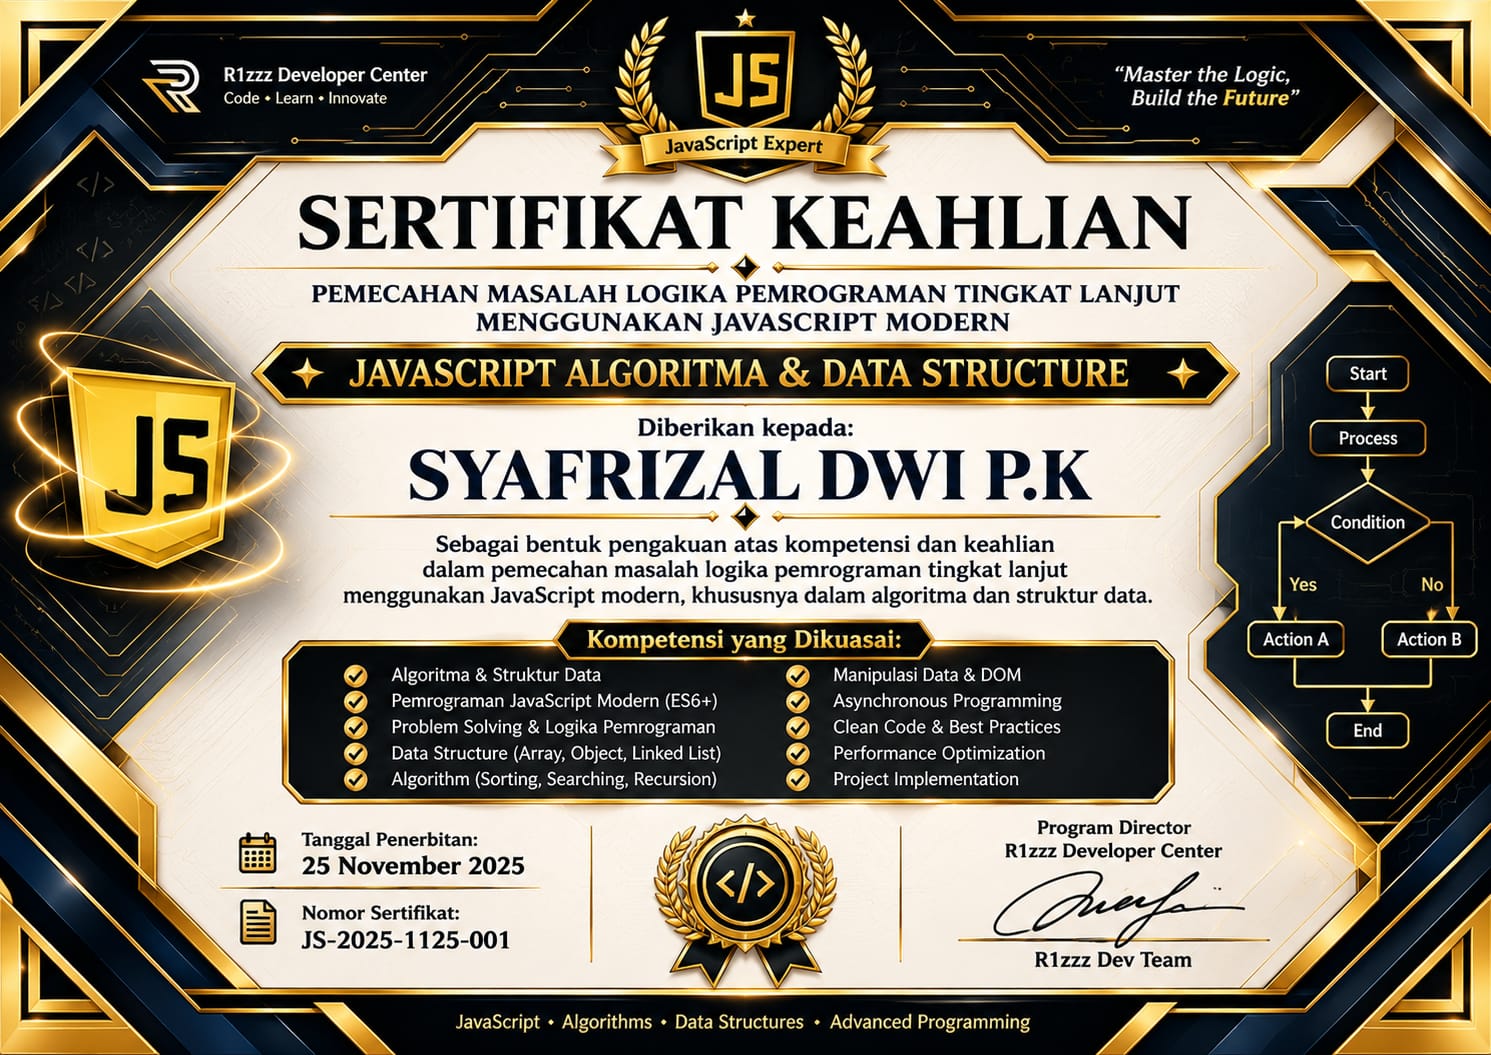 R1zzz Developer Center
Code • Learn • Innovate
JS
JavaScript Expert
“Master the Logic,
Build the Future”
</>
</>
</>
</>
SERTIFIKAT KEAHLIAN
PEMECAHAN MASALAH LOGIKA PEMROGRAMAN TINGKAT LANJUT
MENGGUNAKAN JAVASCRIPT MODERN
JAVASCRIPT ALGORITMA & DATA STRUCTURE
JS
Diberikan kepada:
SYAFRIZAL DWI P.K
Sebagai bentuk pengakuan atas kompetensi dan keahlian
dalam pemecahan masalah logika pemrograman tingkat lanjut
menggunakan JavaScript modern, khususnya dalam algoritma dan struktur data.
Start
Process
Condition
Yes
No
Action A
Action B
End
Kompetensi yang Dikuasai:
Algoritma & Struktur Data
Pemrograman JavaScript Modern (ES6+)
Problem Solving & Logika Pemrograman
Data Structure (Array, Object, Linked List)
Algorithm (Sorting, Searching, Recursion)
Manipulasi Data & DOM
Asynchronous Programming
Clean Code & Best Practices
Performance Optimization
Project Implementation
Tanggal Penerbitan:
25 November 2025
Nomor Sertifikat:
JS-2025-1125-001
</>
Program Director
R1zzz Developer Center
R1zzz Dev Team
JavaScript • Algorithms • Data Structures • Advanced Programming